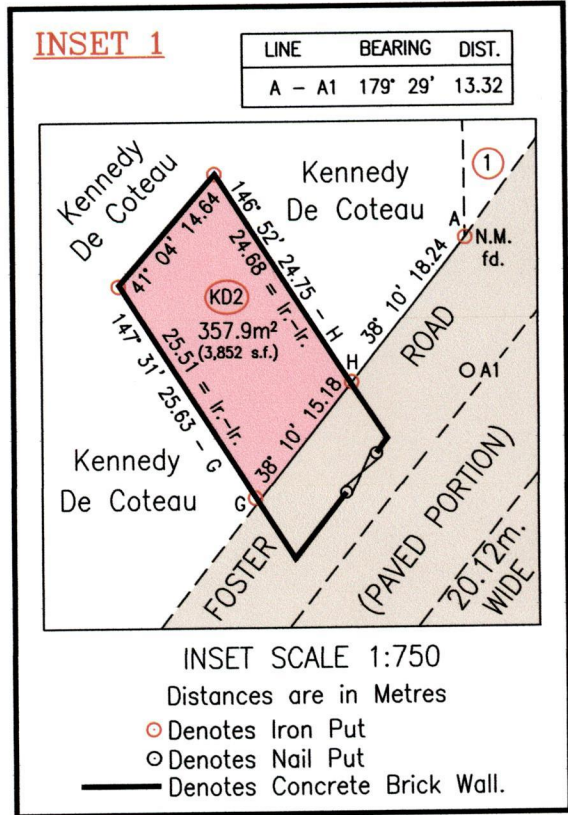 INSET 1
LINE BEARING DIST.
A - A1 179° 29' 13.32
Kennedy
De Coteau
Kennedy
De Coteau
1
A
N.M.
fd.
41° 04' 14.64
146° 52' 24.75 - H
24.68 = Ir.-Ir.
KD2
357.9m²
(3,852 s.f.)
147° 31' 25.63 - G
25.51 = Ir.-Ir.
38° 10' 18.24
H
38° 10' 15.18
G
A1
Kennedy
De Coteau
FOSTER ROAD
(PAVED PORTION)
20.12m.
WIDE
INSET SCALE 1:750
Distances are in Metres
Denotes Iron Put
Denotes Nail Put
Denotes Concrete Brick Wall.